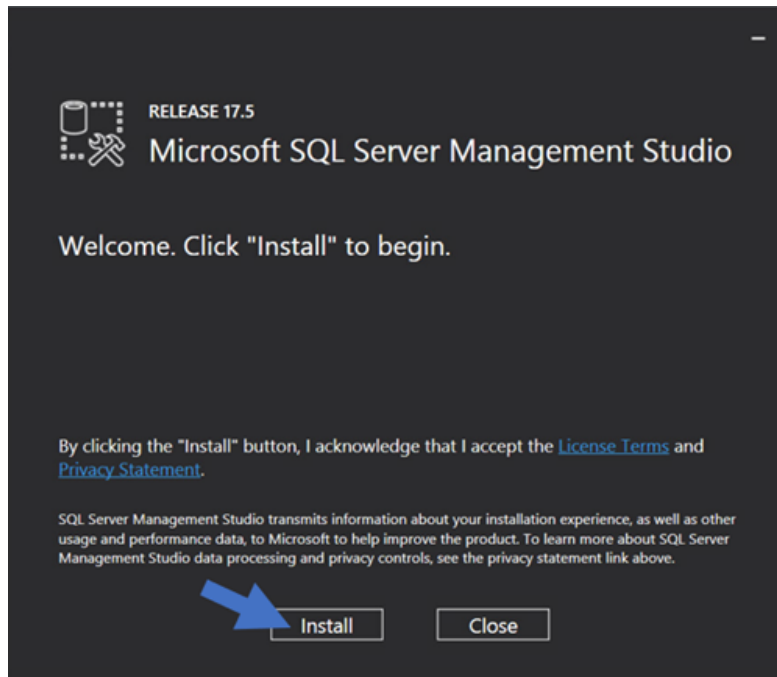 RELEASE 17.5
Microsoft SQL Server Management Studio
Welcome. Click "Install" to begin.
By clicking the "Install" button, I acknowledge that I accept the License Terms and
Privacy Statement.
SQL Server Management Studio transmits information about your installation experience, as well as other
usage and performance data, to Microsoft to help improve the product. To learn more about SQL Server
Management Studio data processing and privacy controls, see the privacy statement link above.
Install
Close